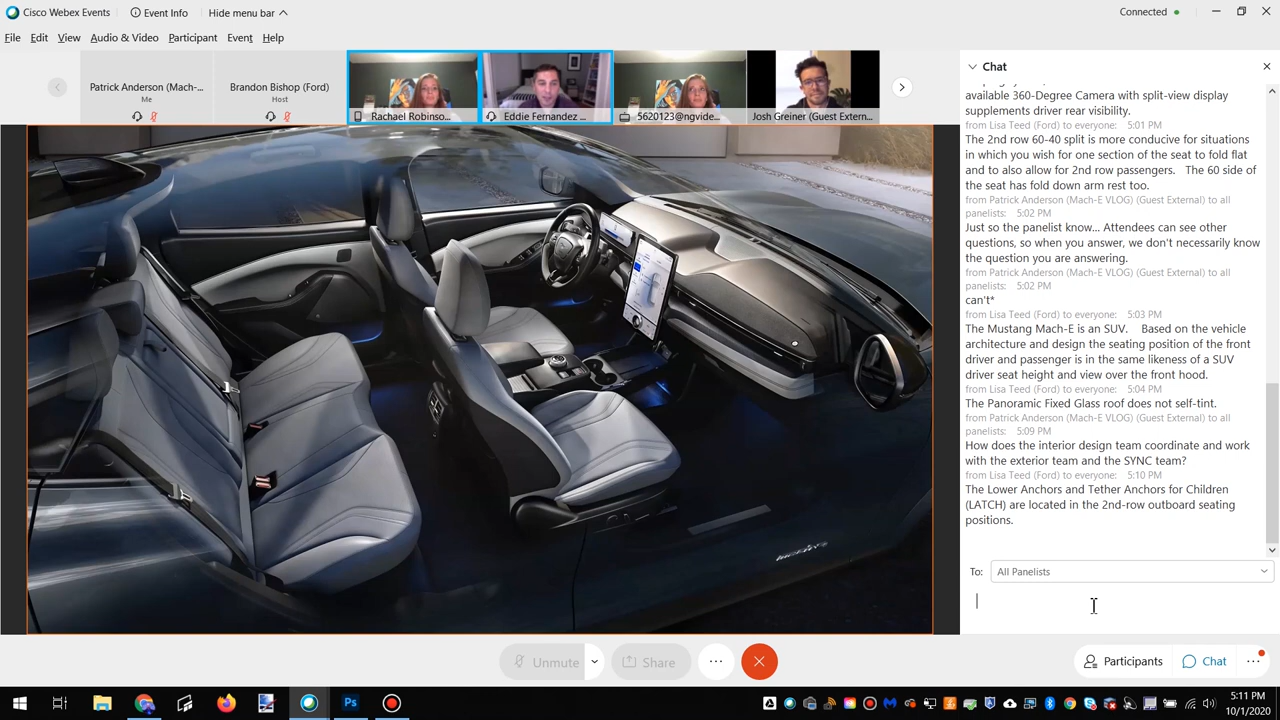 Cisco Webex Events
Event Info
Hide menu bar
Connected
File Edit View Audio & Video Participant Event Help
Patrick Anderson (Mach-...
Me
Brandon Bishop (Ford)
Host
Rachael Robinso...
Eddie Fernandez ...
5620123@ngvide...
Josh Greiner (Guest Extern...
Chat
available 360-Degree Camera with split-view display
supplements driver rear visibility.
from Lisa Teed (Ford) to everyone: 5:01 PM
The 2nd row 60-40 split is more conducive for situations
in which you wish for one section of the seat to fold flat
and to also allow for 2nd row passengers. The 60 side of
the seat has fold down arm rest too.
from Patrick Anderson (Mach-E VLOG) (Guest External) to all
panelists: 5:02 PM
Just so the panelist know... Attendees can see other
questions, so when you answer, we don't necessarily know
the question you are answering.
from Patrick Anderson (Mach-E VLOG) (Guest External) to all
panelists: 5:02 PM
can't*
from Lisa Teed (Ford) to everyone: 5:03 PM
The Mustang Mach-E is an SUV. Based on the vehicle
architecture and design the seating position of the front
driver and passenger is in the same likeness of a SUV
driver seat height and view over the front hood.
from Lisa Teed (Ford) to everyone: 5:04 PM
The Panoramic Fixed Glass roof does not self-tint.
from Patrick Anderson (Mach-E VLOG) (Guest External) to all
panelists: 5:09 PM
How does the interior design team coordinate and work
with the exterior team and the SYNC team?
from Lisa Teed (Ford) to everyone: 5:10 PM
The Lower Anchors and Tether Anchors for Children
(LATCH) are located in the 2nd-row outboard seating
positions.
To: All Panelists
Unmute
Share
Participants
Chat
5:11 PM
10/1/2020